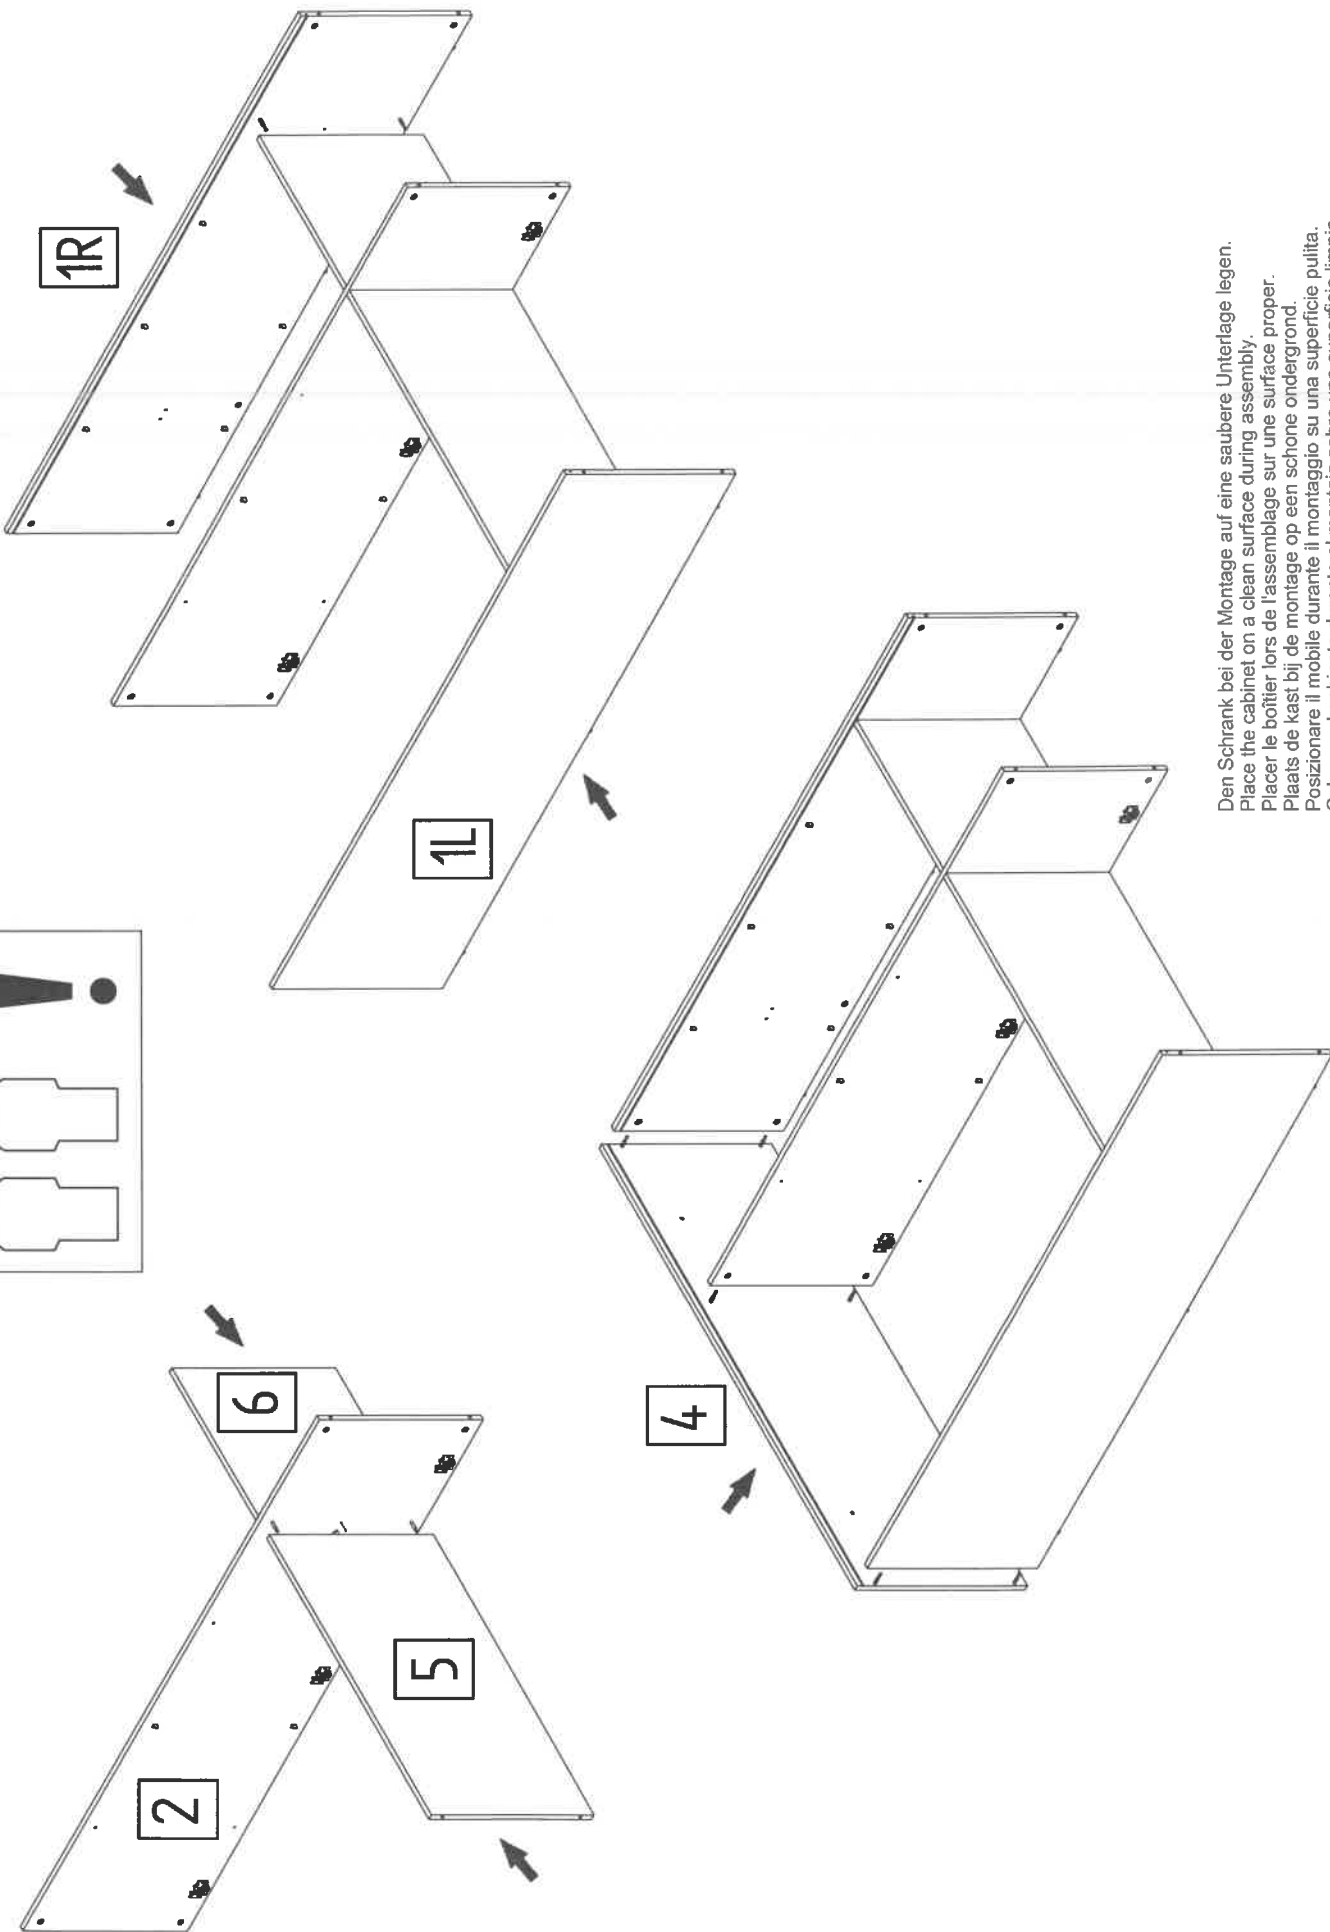 2
6
5
1R
1L
4
Den Schrank bei der Montage auf eine saubere Unterlage legen.
Place the cabinet on a clean surface during assembly.
Placer le boîtier lors de l'assemblage sur une surface proper.
Plaats de kast bij de montage op een schone ondergrond.
Posizionare il mobile durante il montaggio su una superficie pulita.